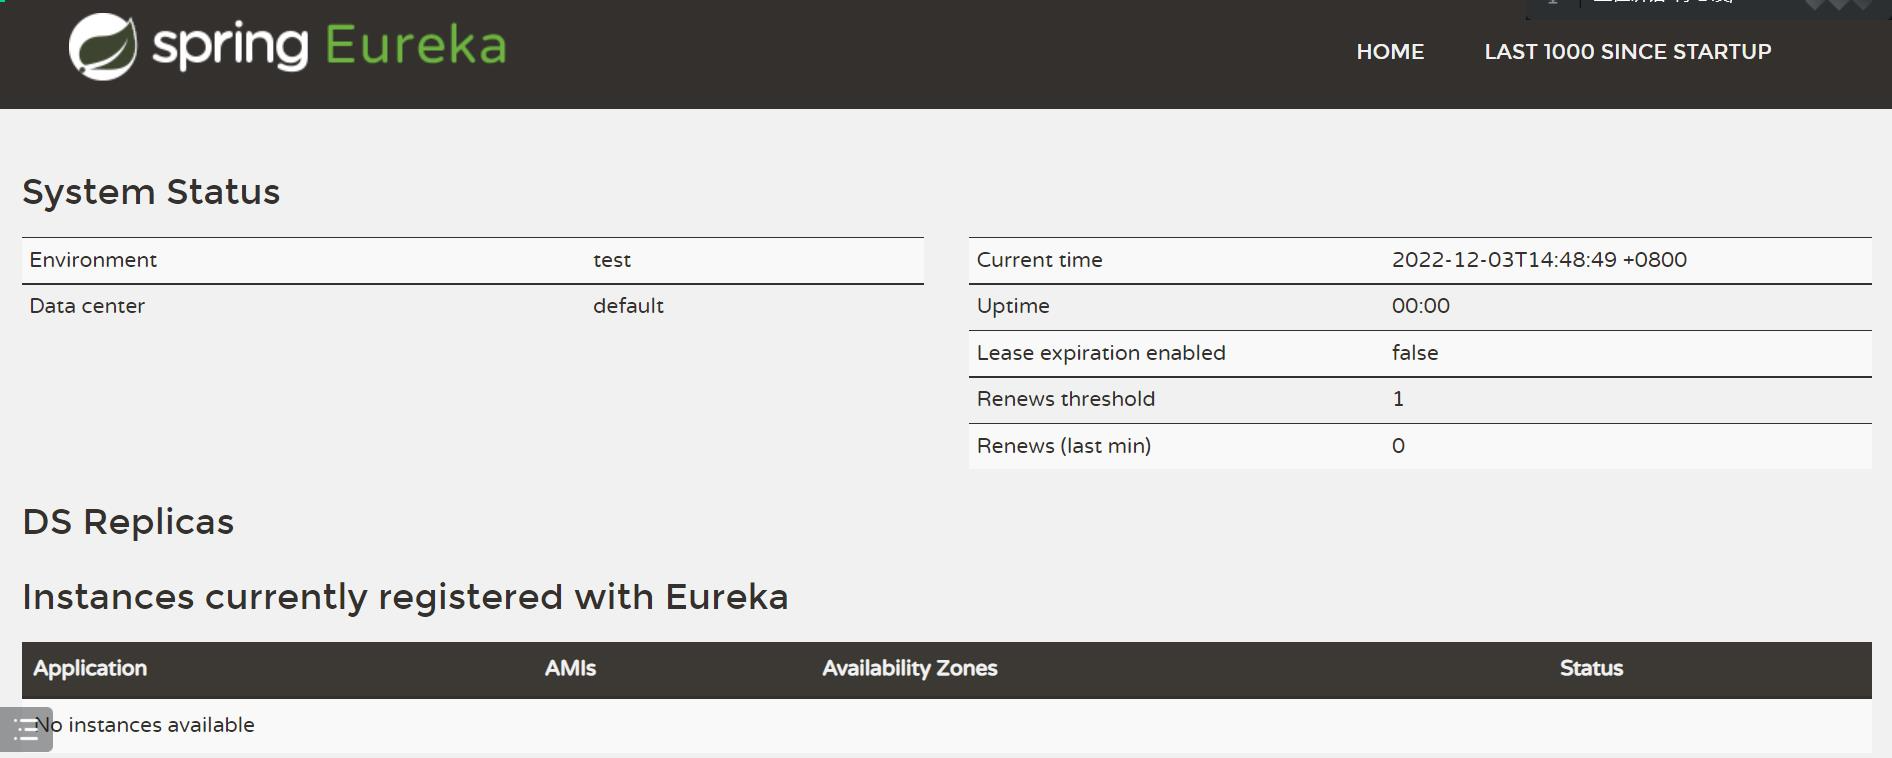 spring Eureka
HOME LAST 1000 SINCE STARTUP
System Status
Environment test
Data center default
Current time 2022-12-03T14:48:49 +0800
Uptime 00:00
Lease expiration enabled false
Renews threshold 1
Renews (last min) 0
DS Replicas
Instances currently registered with Eureka
Application AMIs Availability Zones Status
No instances available